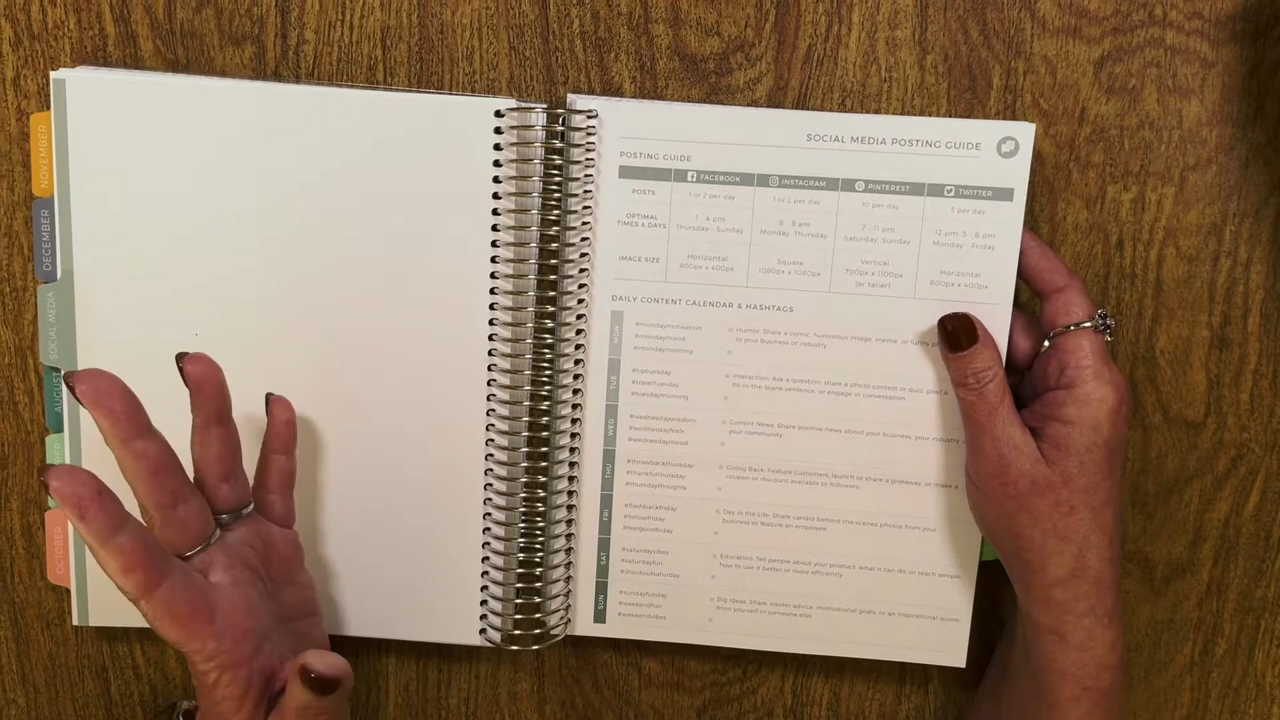 NOVEMBER
DECEMBER
SOCIAL MEDIA
AUGUST
OCTOBER
SOCIAL MEDIA POSTING GUIDE
POSTING GUIDE
FACEBOOK INSTAGRAM PINTEREST TWITTER
POSTS 1 or 2 per day 1 or 2 per day 10 per day 5 per day
OPTIMAL
TIMES & DAYS
1 - 4 pm 8 - 9 am 7 - 11 pm 12 pm, 5 - 6 pm
Thursday - Sunday Monday, Thursday Saturday, Sunday Monday - Friday
IMAGE SIZE
Horizontal Square Vertical Horizontal
800px x 400px 1080px x 1080px 700px x 1100px 800px x 400px
(or taller)
DAILY CONTENT CALENDAR & HASHTAGS
MON
#mondaymotivation
#mondaymood
#mondaymorning
Humor: Share a comic, humorous image, meme, or funny
to your business or industry.
TUE
#tiptuesday
#traveltuesday
#tuesdaymorning
Interaction: Ask a question, share a photo contest or quiz, post a
fill-in-the-blank sentence, or engage in conversation.
WED
#wednesdaywisdom
#wednesdayfeels
#wednesdaymood
Current News: Share positive news about your business, your industry,
your community.
THU
#throwbackthursday
#thankfulthursday
#thursdaythoughts
Giving Back: Feature customers, launch or share a giveaway, or make a
coupon or discount available to followers.
FRI
#flashbackfriday
#followfriday
#feelgoodfriday
Day in the Life: Share candid behind-the-scenes photos from your
business or feature an employee.
SAT
#saturdayvibes
#saturdayfun
#shoutoutsaturday
Education: Tell people about your product, what it can do, or teach people
how to use it better or more efficiently.
SUN
#sundayfunday
#weekendfun
#weekendvibes
Big Ideas: Share insider advice, motivational goals, or an inspirational quote
from yourself or someone else.